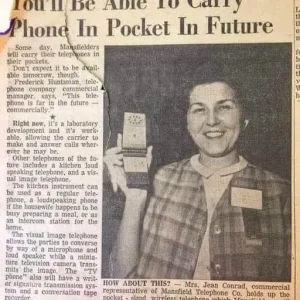 You'll Be Able To Carry
Phone In Pocket In Future
Some day, Mansfielders
will carry their telephones in
their pockets.
Don't expect it to be avail-
able tomorrow, though.
Frederick Huntsman, tele-
phone company commercial
manager, says, "This tele-
phone is far in the future —
commercially."
★
Right now, it's a laboratory
development and it's work-
able, allowing the carrier to
make and answer calls wher-
ever he may be.
Other telephones of the fu-
ture includes a kitchen loud
speaking telephone, and a vis-
ual image telephone.
The kitchen instrument can
be used as a regular tele-
phone, a loudspeaking phone
if the housewife happens to be
busy preparing a meal, or as
an intercom station for the
home.
The visual image telephone
allows the parties to converse
by way of a microphone and
loud speaker while a minia-
ture television camera trans-
mits the image. The "TV
phone" also will have a writ-
er signature transmission sys-
tem and a conversation tape
HOW ABOUT THIS? — Mrs. Jean Conrad, commercial
representative of Mansfield Telephone Co. holds up the
pocket - sized, wireless telephone which